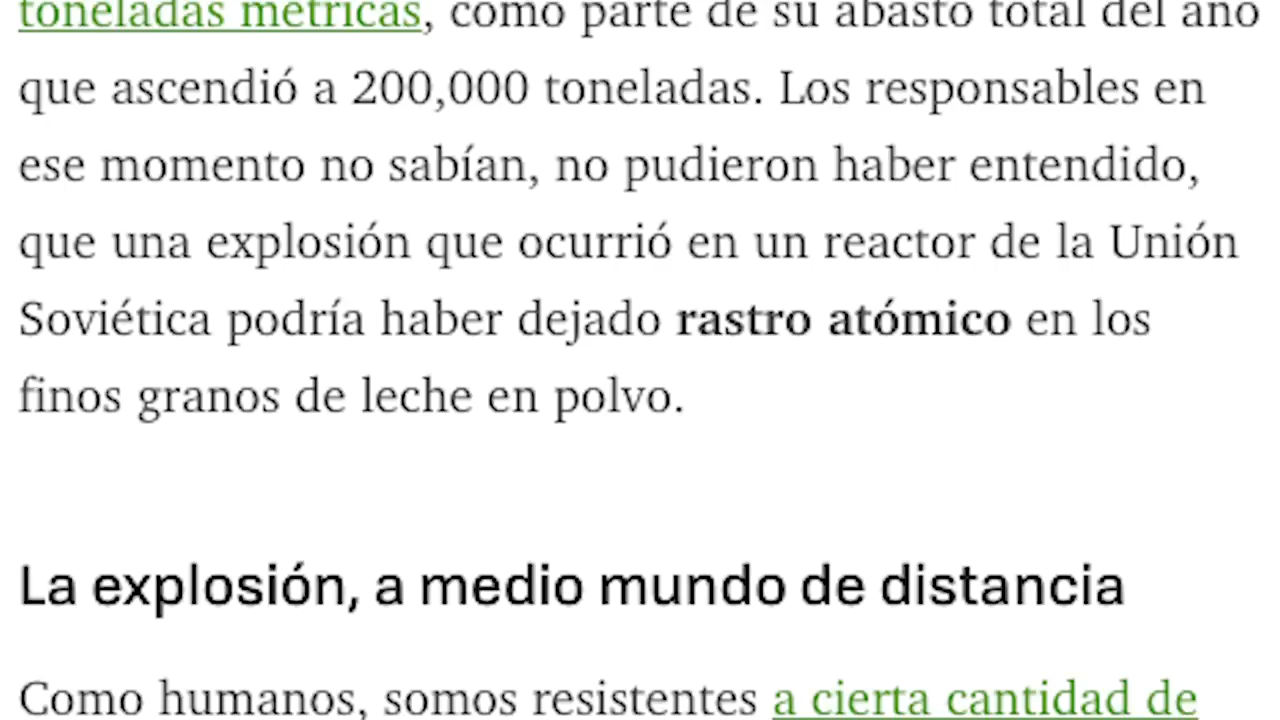 toneladas métricas, como parte de su abasto total del año
que ascendió a 200,000 toneladas. Los responsables en
ese momento no sabían, no pudieron haber entendido,
que una explosión que ocurrió en un reactor de la Unión
Soviética podría haber dejado rastro atómico en los
finos granos de leche en polvo.
La explosión, a medio mundo de distancia
Como humanos, somos resistentes a cierta cantidad de